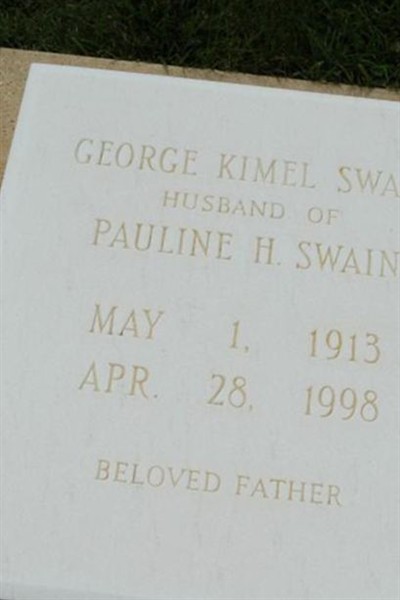 GEORGE KIMEL SWA
HUSBAND OF
PAULINE H. SWAIN
MAY 1, 1913
APR. 28, 1998
BELOVED FATHER